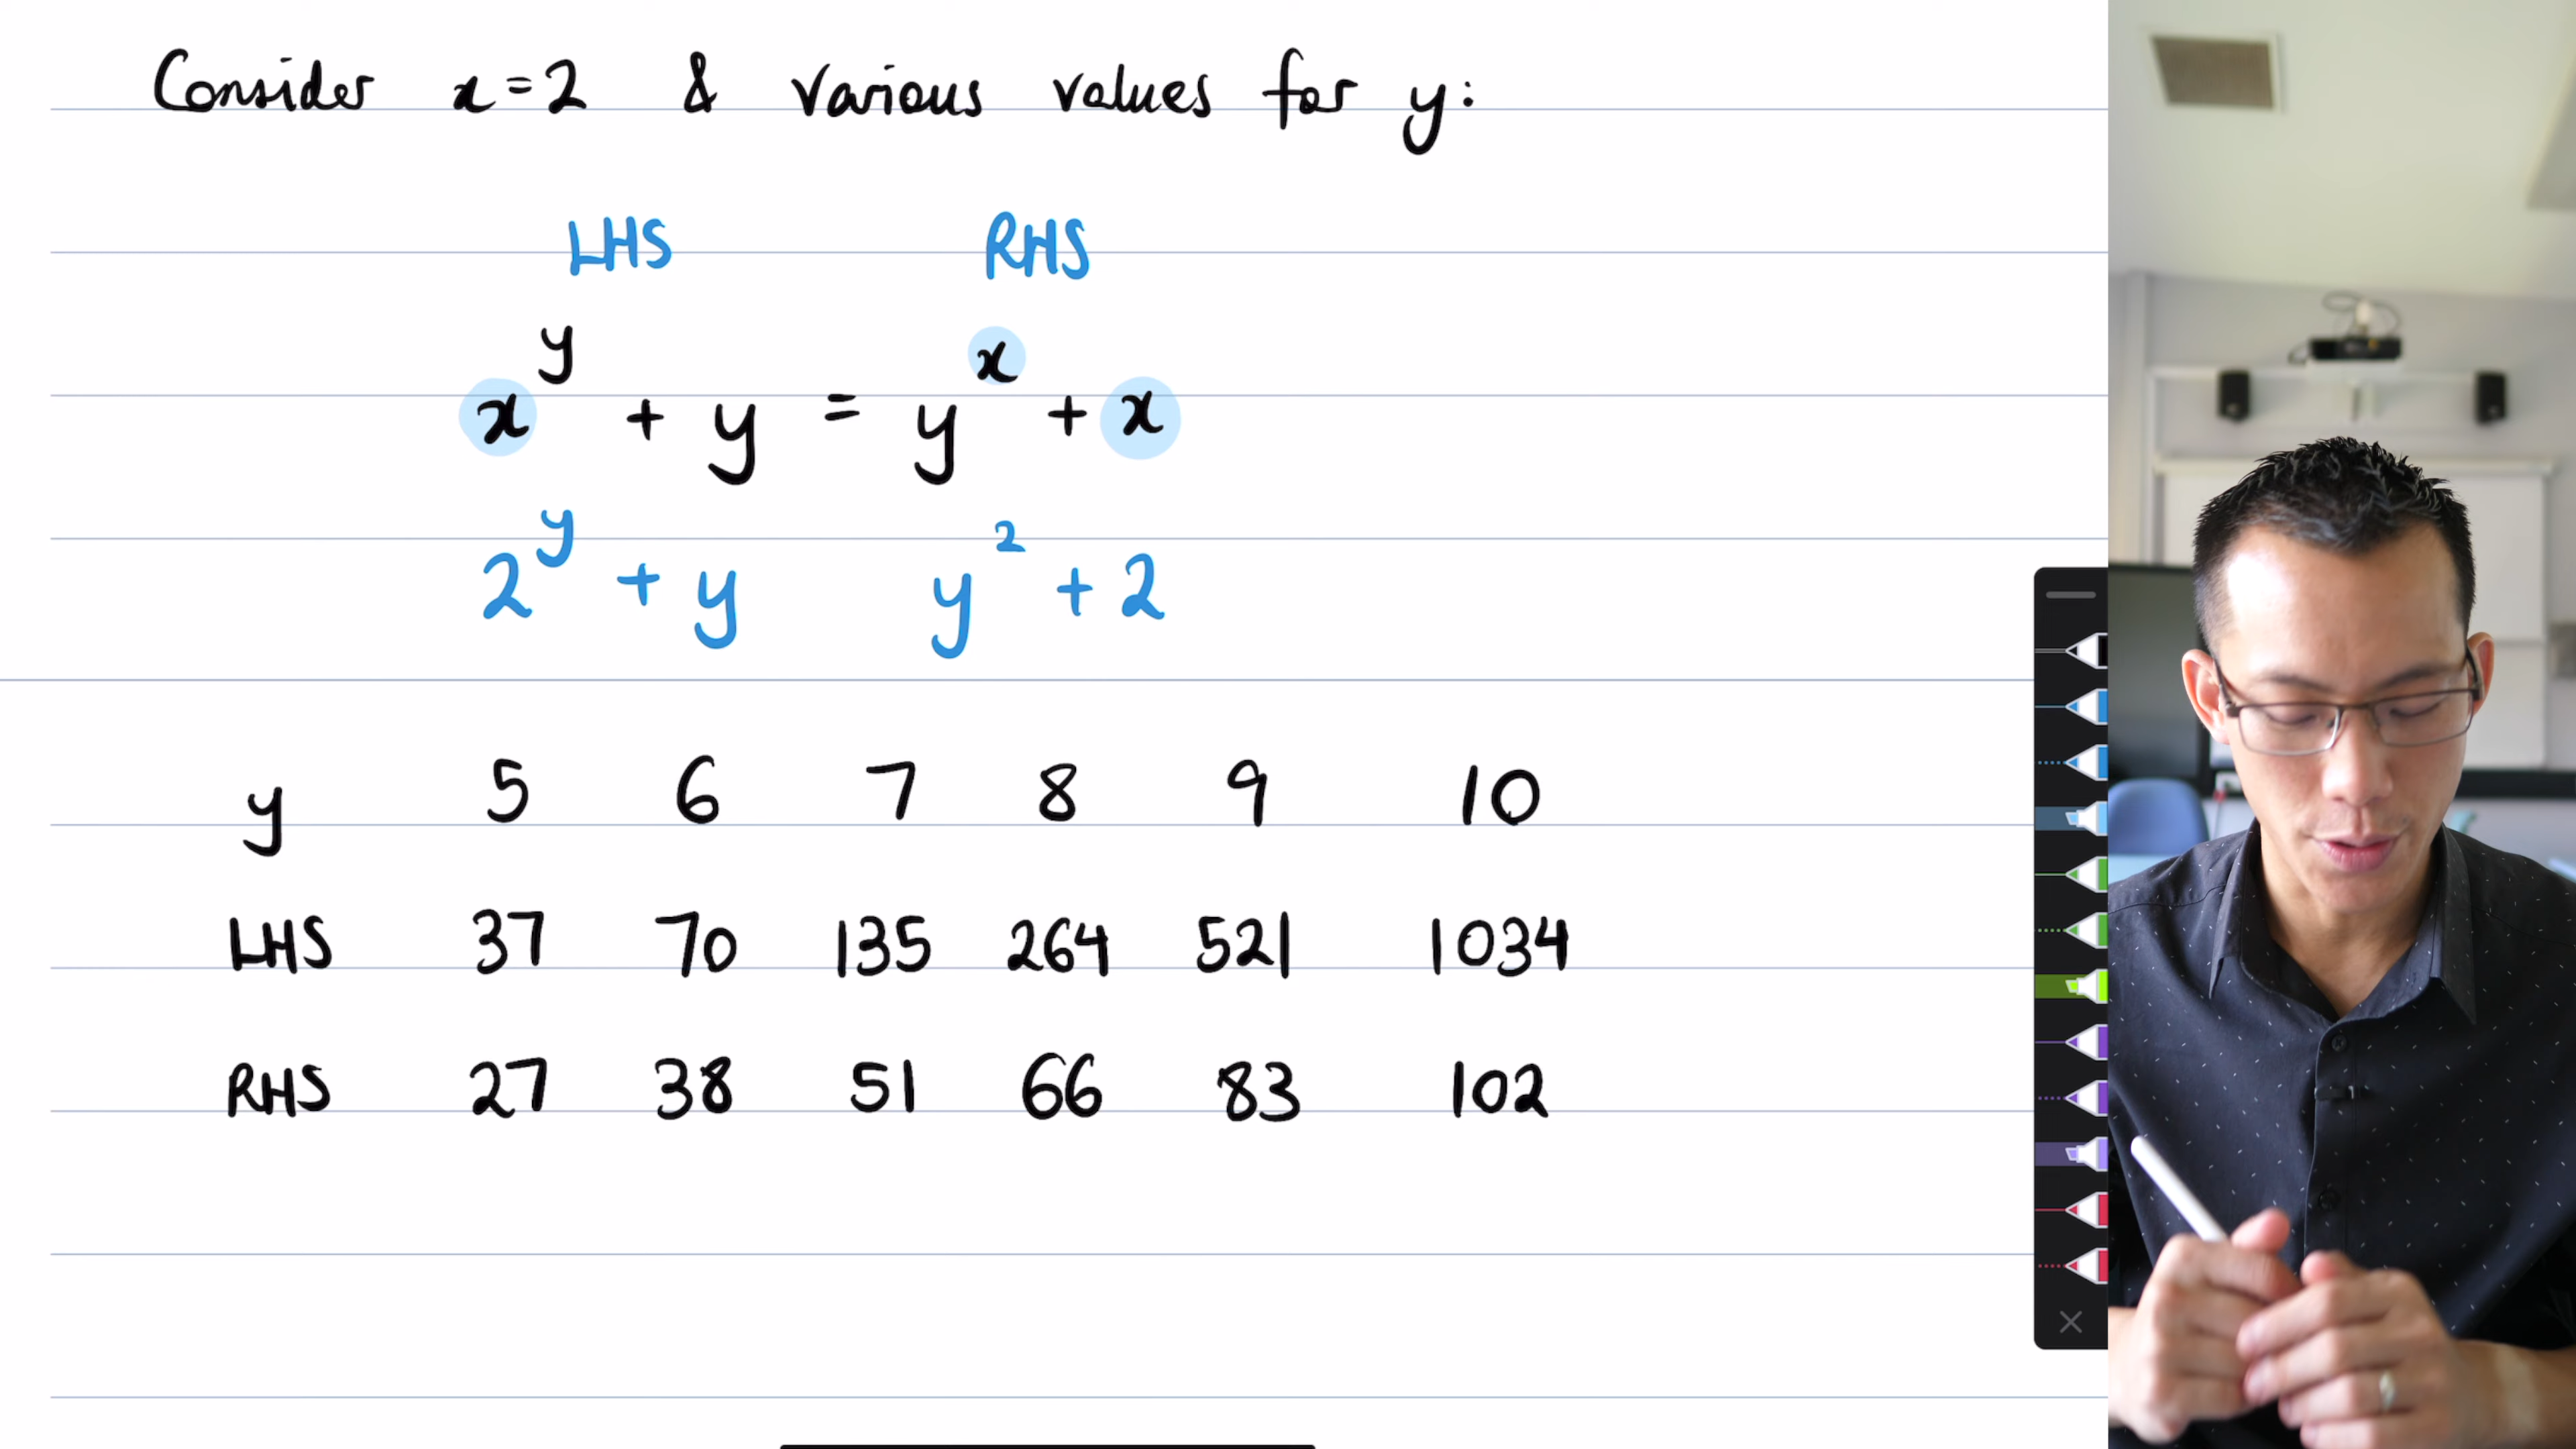 Consider x=2 & various values for y:
LHS RHS
x^y + y = y^x + x
2^y + y y^2 + 2
y 5 6 7 8 9 10
LHS 37 70 135 264 521 1034
RHS 27 38 51 66 83 102